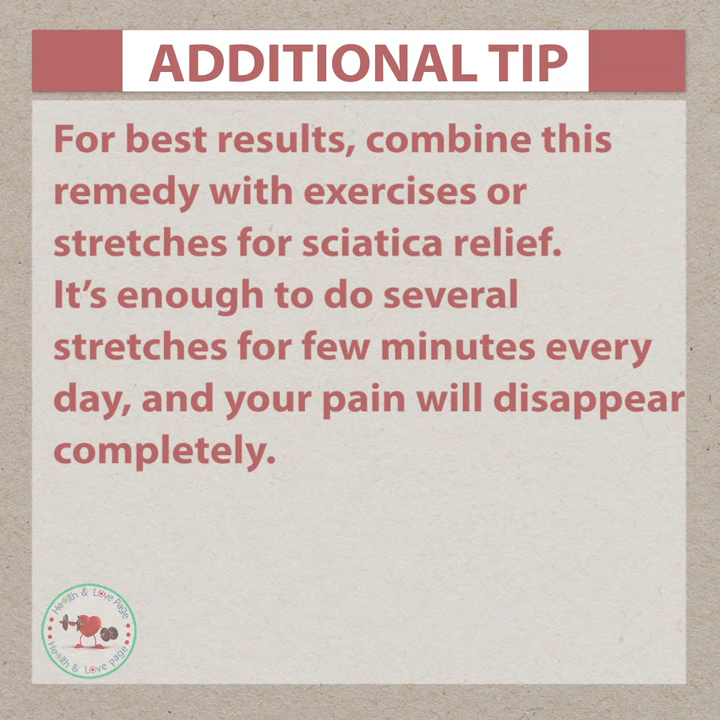 ADDITIONAL TIP
For best results, combine this
remedy with exercises or
stretches for sciatica relief.
It’s enough to do several
stretches for few minutes every
day, and your pain will disappear
completely.
Health & Love Page
Health & Love Page